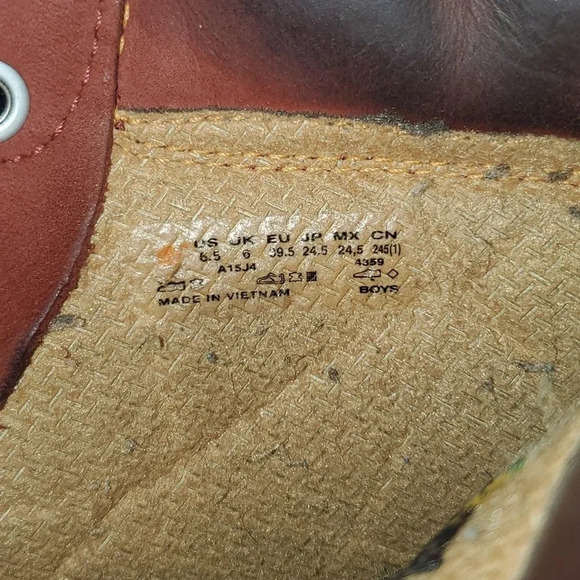 US UK EU JP MX CN
6.5 6 39.5 24.5 24,5 245(1)
A15J4 4359
MADE IN VIETNAM BOYS